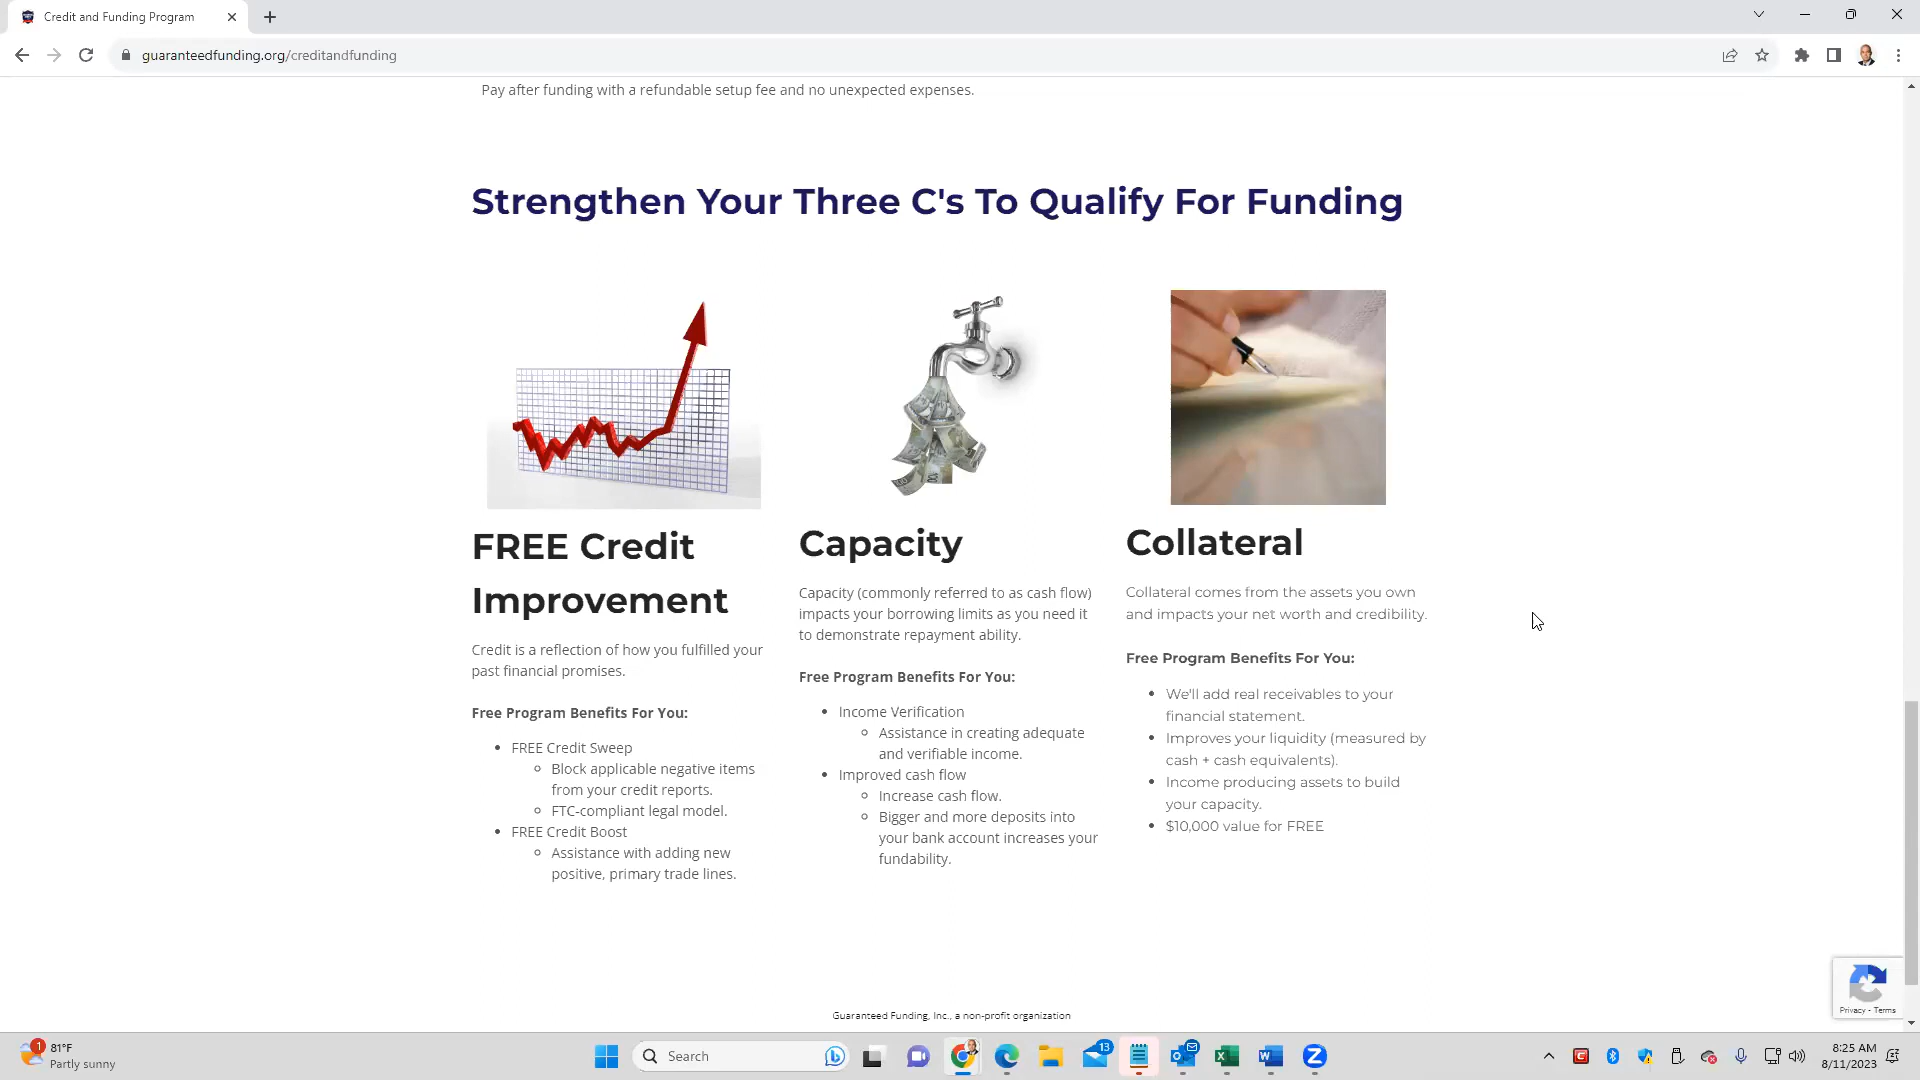 Credit and Funding Program
guaranteedfunding.org/creditandfunding
Pay after funding with a refundable setup fee and no unexpected expenses.
Strengthen Your Three C's To Qualify For Funding
FREE Credit
Improvement
Credit is a reflection of how you fulfilled your
past financial promises.
Free Program Benefits For You:
FREE Credit Sweep
Block applicable negative items
from your credit reports.
FTC-compliant legal model.
FREE Credit Boost
Assistance with adding new
positive, primary trade lines.
Capacity
Capacity (commonly referred to as cash flow)
impacts your borrowing limits as you need it
to demonstrate repayment ability.
Free Program Benefits For You:
Income Verification
Assistance in creating adequate
and verifiable income.
Improved cash flow
Increase cash flow.
Bigger and more deposits into
your bank account increases your
fundability.
Collateral
Collateral comes from the assets you own
and impacts your net worth and credibility.
Free Program Benefits For You:
We'll add real receivables to your
financial statement.
Improves your liquidity (measured by
cash + cash equivalents).
Income producing assets to build
your capacity.
$10,000 value for FREE
Privacy - Terms
Guaranteed Funding, Inc., a non-profit organization
1
81°F
Partly sunny
Search
13
8:25 AM
8/11/2023